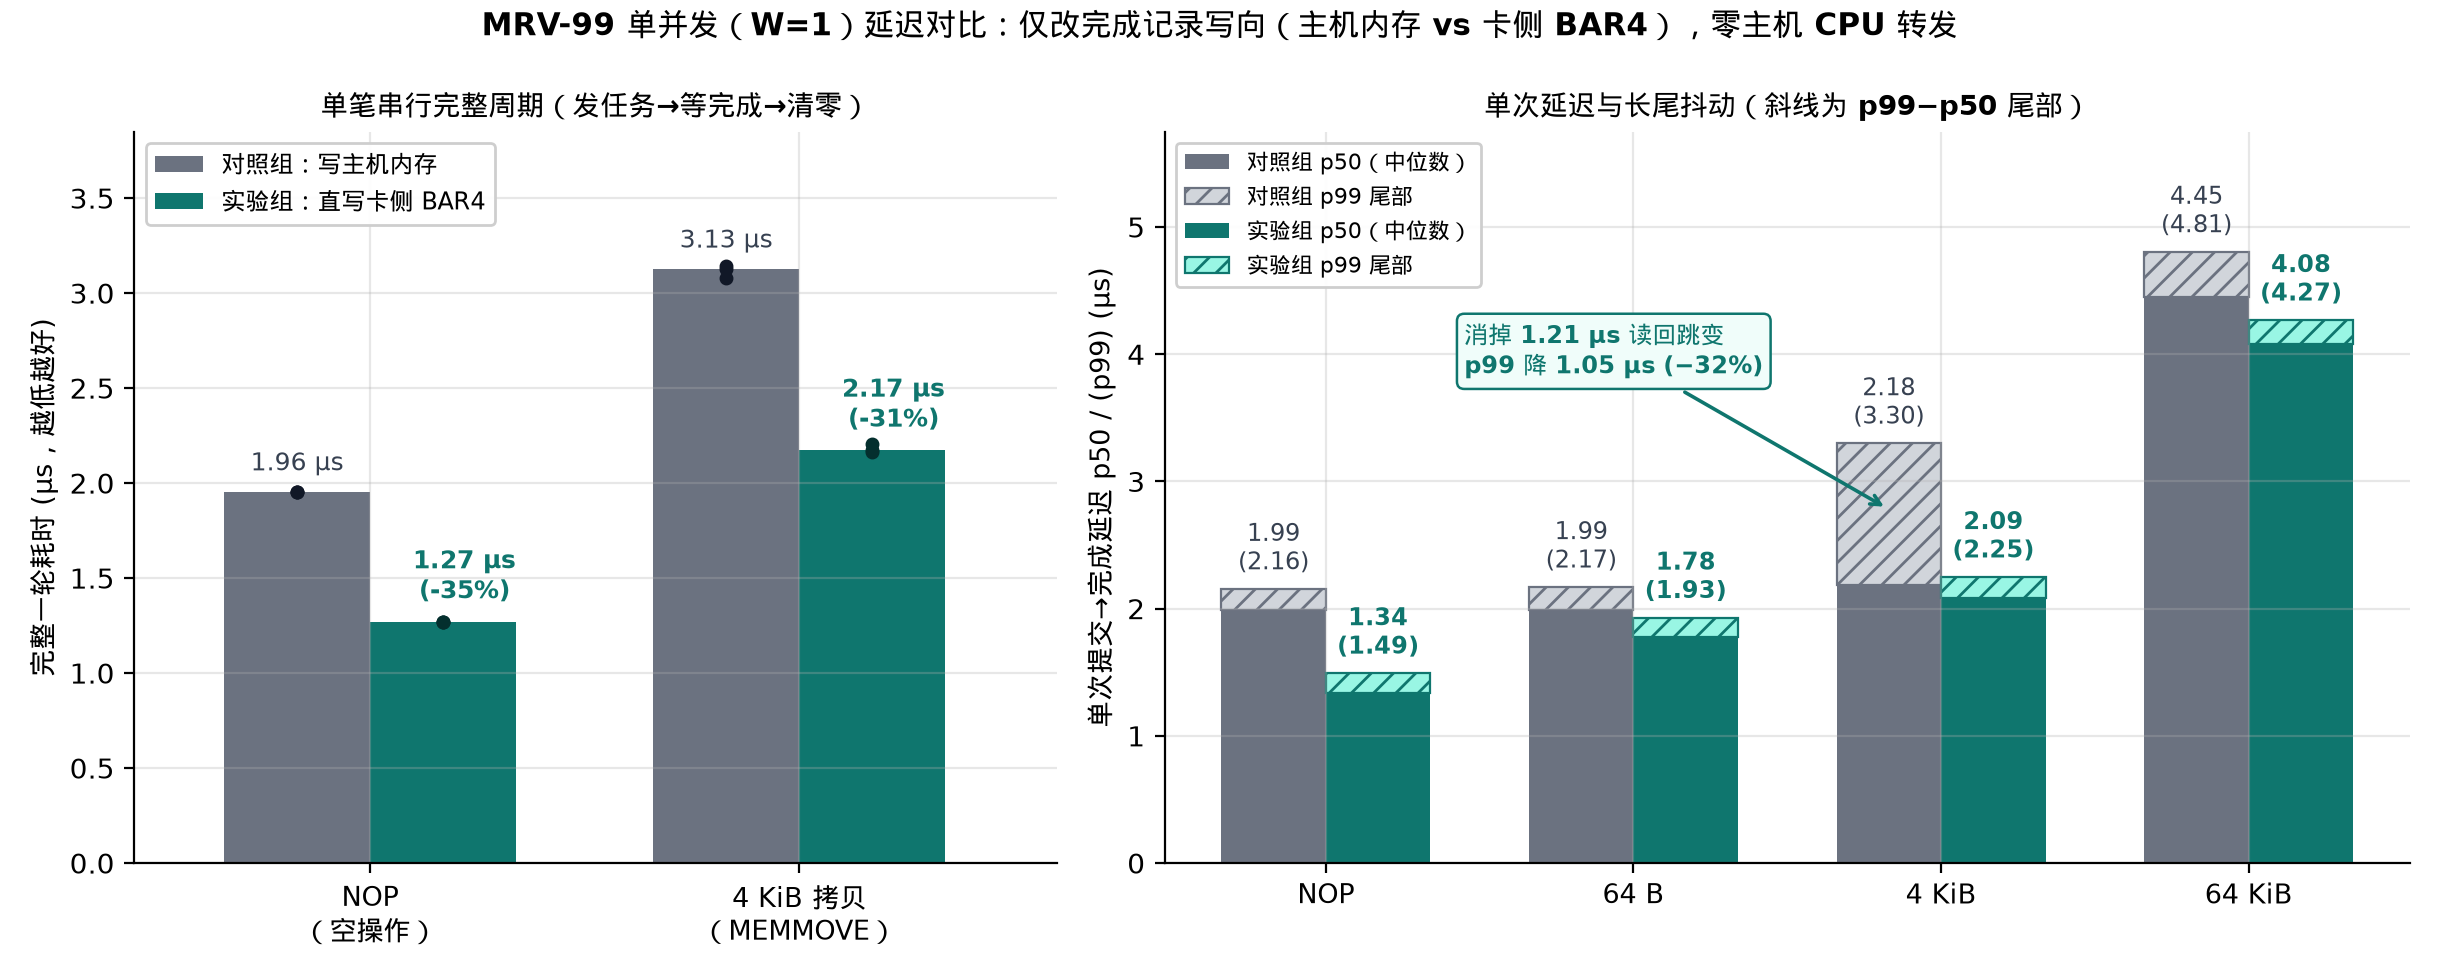 MRV-99 单并发（W=1）延迟对比：仅改完成记录写向（主机内存 vs 卡侧 BAR4），零主机 CPU 转发
单笔串行完整周期（发任务→等完成→清零）
完整一轮耗时 (μs，越低越好)
3.5
3.0
2.5
2.0
1.5
1.0
0.5
0.0
对照组：写主机内存
实验组：直写卡侧 BAR4
1.96 μs
1.27 μs
(-35%)
3.13 μs
2.17 μs
(-31%)
NOP
（空操作）
4 KiB 拷贝
（MEMMOVE）
单次延迟与长尾抖动（斜线为 p99−p50 尾部）
单次提交→完成延迟 p50 / (p99) (μs)
5
4
3
2
1
0
对照组 p50（中位数）
对照组 p99 尾部
实验组 p50（中位数）
实验组 p99 尾部
消掉 1.21 μs 读回跳变
p99 降 1.05 μs (−32%)
1.99
(2.16)
1.34
(1.49)
1.99
(2.17)
1.78
(1.93)
2.18
(3.30)
2.09
(2.25)
4.45
(4.81)
4.08
(4.27)
NOP
64 B
4 KiB
64 KiB